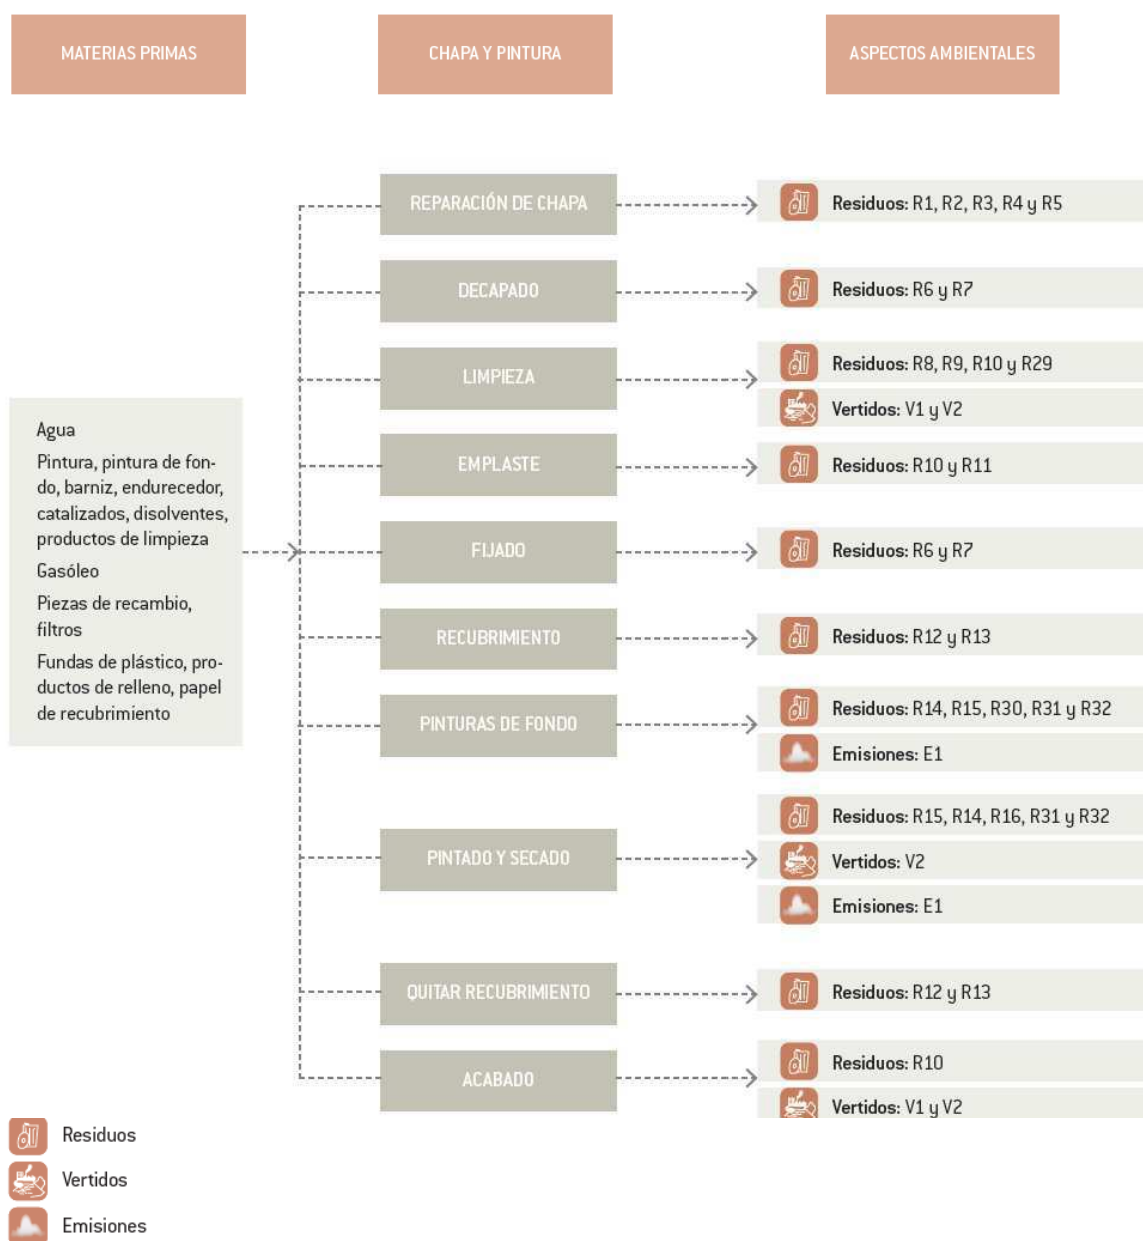 MATERIAS PRIMAS
CHAPA Y PINTURA
ASPECTOS AMBIENTALES
Agua
Pintura, pintura de fon-
do, barniz, endurecedor,
catalizados, disolventes,
productos de limpieza
Gasóleo
Piezas de recambio,
filtros
Fundas de plástico, pro-
ductos de relleno, papel
de recubrimiento
REPARACIÓN DE CHAPA
Residuos: R1, R2, R3, R4 y R5
DECAPADO
Residuos: R6 y R7
LIMPIEZA
Residuos: R8, R9, R10 y R29
Vertidos: V1 y V2
EMPLASTE
Residuos: R10 y R11
FIJADO
Residuos: R6 y R7
RECUBRIMIENTO
Residuos: R12 y R13
PINTURAS DE FONDO
Residuos: R14, R15, R30, R31 y R32
Emisiones: E1
PINTADO Y SECADO
Residuos: R15, R14, R16, R31 y R32
Vertidos: V2
Emisiones: E1
QUITAR RECUBRIMIENTO
Residuos: R12 y R13
ACABADO
Residuos: R10
Vertidos: V1 y V2
Residuos
Vertidos
Emisiones